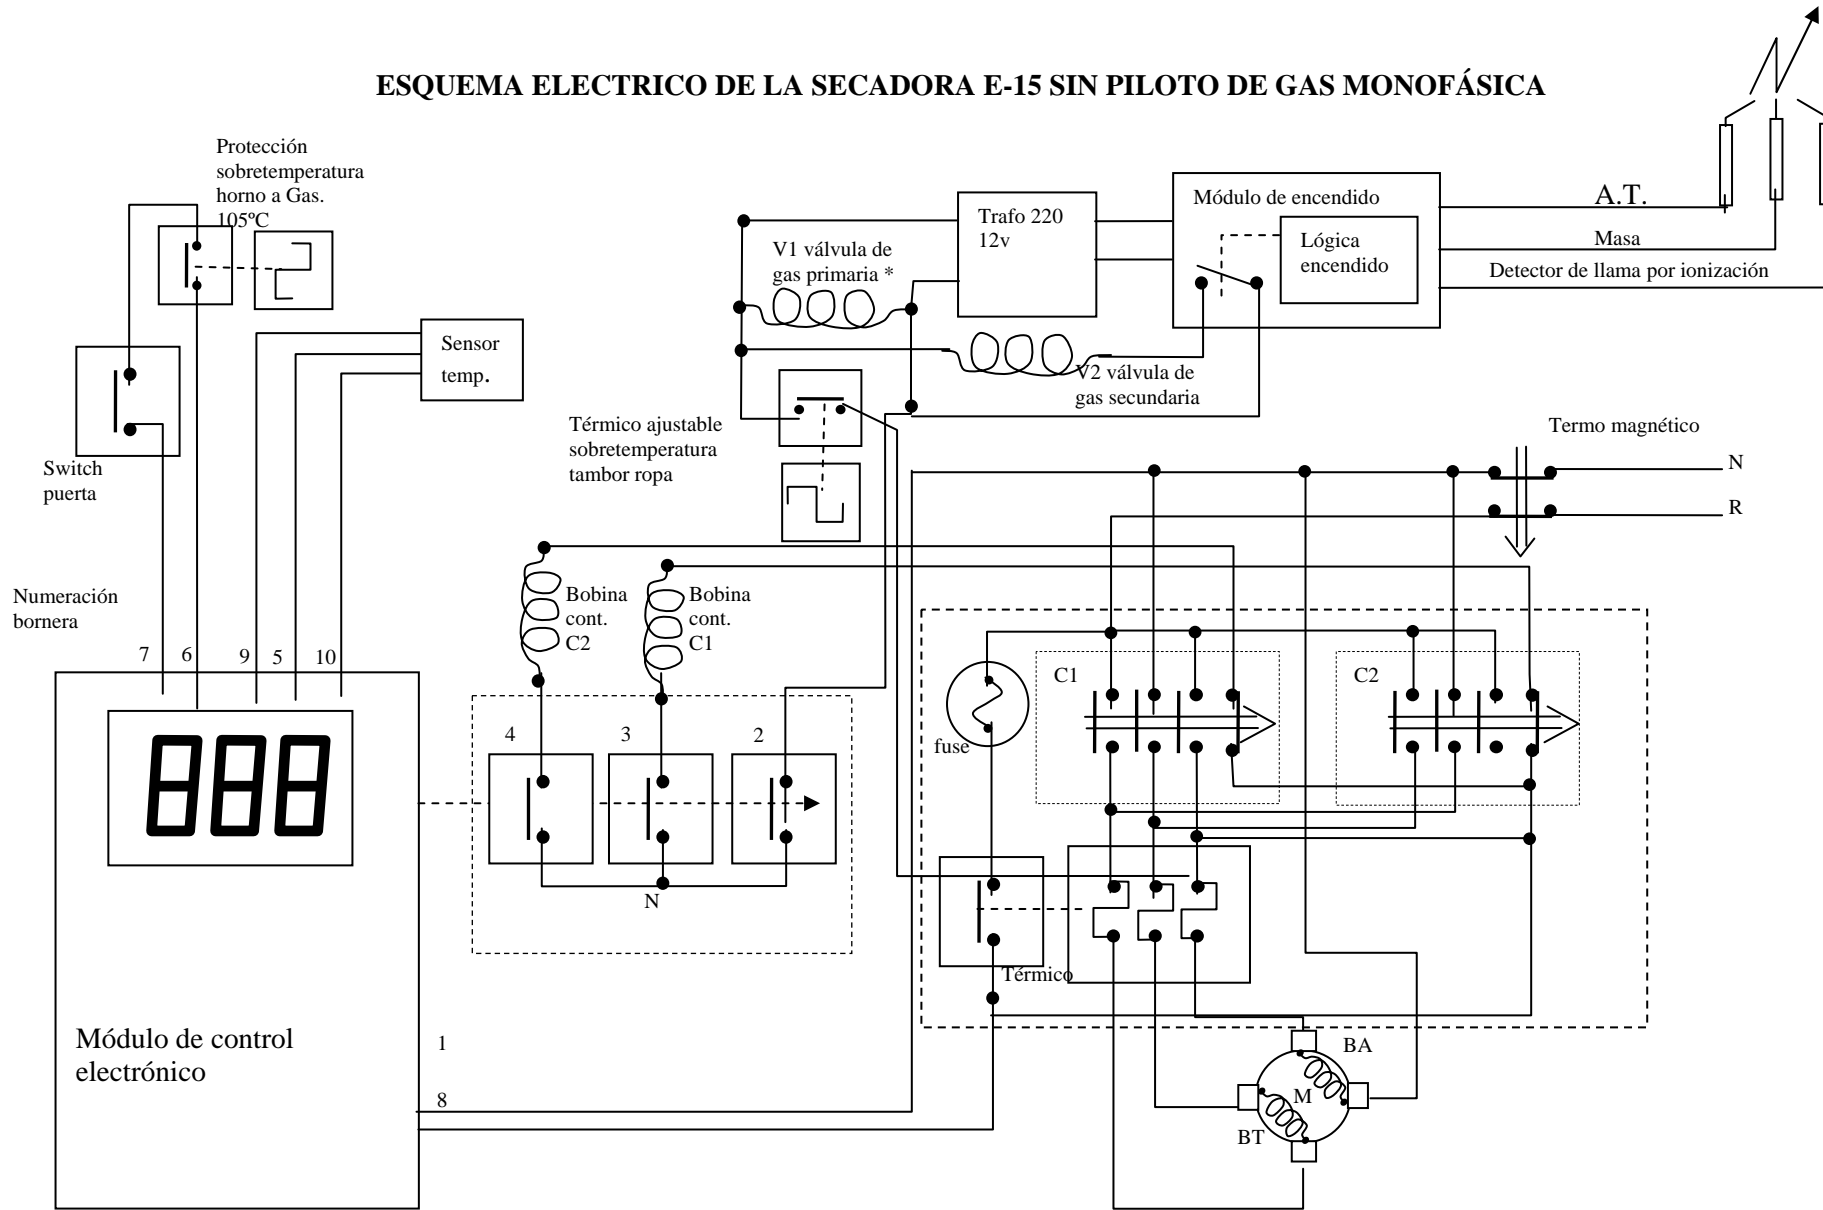 ESQUEMA ELECTRICO DE LA SECADORA E-15 SIN PILOTO DE GAS MONOFÁSICA
Protección
sobretemperatura
horno a Gas.
105ºC
Sensor
temp.
Switch
puerta
Numeración
bornera
7
6
9
5
10
888
Módulo de control
electrónico
1
8
V1 válvula de
gas primaria *
Trafo 220
12v
Módulo de encendido
Lógica
encendido
A.T.
Masa
Detector de llama por ionización
V2 válvula de
gas secundaria
Térmico ajustable
sobretemperatura
tambor ropa
Termo magnético
N
R
Bobina
cont.
C2
Bobina
cont.
C1
4
3
2
N
fuse
C1
C2
Térmico
BA
M
BT